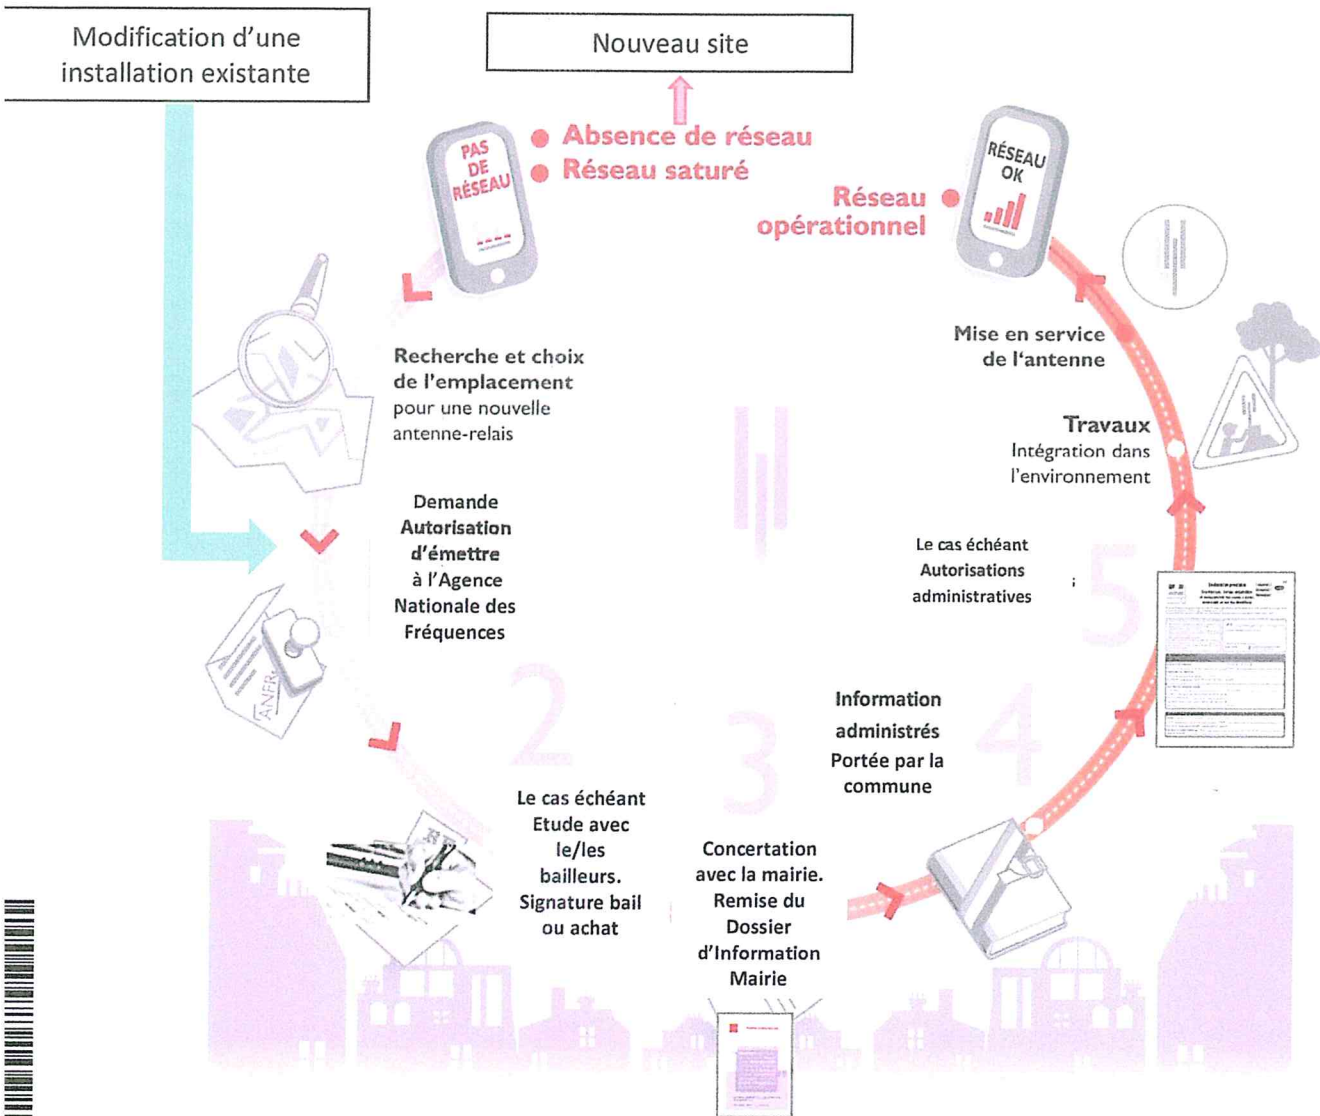 Modification d'une
installation existante
Nouveau site
PAS
DE
RÉSEAU
Absence de réseau
Réseau saturé
Réseau
opérationnel
RÉSEAU
OK
Recherche et choix
de l'emplacement
pour une nouvelle
antenne-relais
Demande
Autorisation
d'émettre
à l'Agence
Nationale des
Fréquences
ANFR
2
Le cas échéant
Etude avec
le/les
bailleurs.
Signature bail
ou achat
3
Concertation
avec la mairie.
Remise du
Dossier
d'Information
Mairie
4
Information
administrés
Portée par la
commune
5
Le cas échéant
Autorisations
administratives
;
Travaux
Intégration dans
l'environnement
Mise en service
de l'antenne